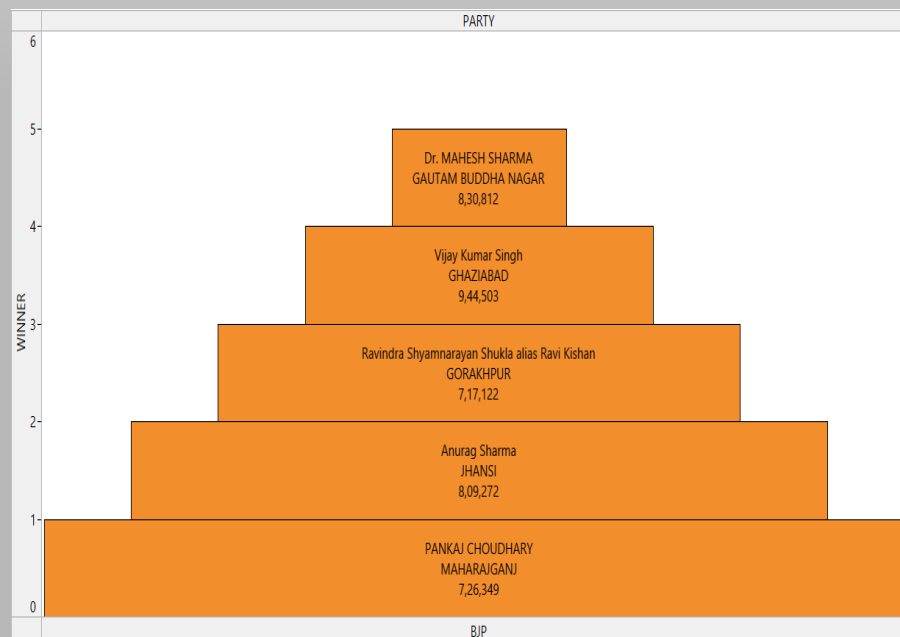 PARTY
6
5
Dr. MAHESH SHARMA
GAUTAM BUDDHA NAGAR
8,30,812
4
Vijay Kumar Singh
GHAZIABAD
9,44,503
WINNER
3
Ravindra Shyamnarayan Shukla alias Ravi Kishan
GORAKHPUR
7,17,122
2
Anurag Sharma
JHANSI
8,09,272
1
PANKAJ CHOUDHARY
MAHARAJGANJ
7,26,349
0
BJP